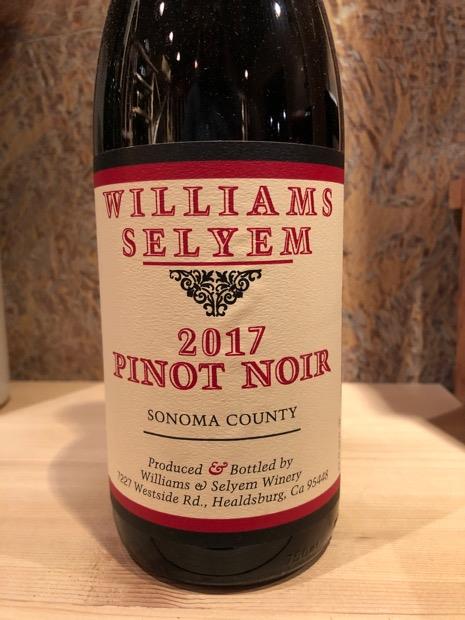 WILLIAMS
SELYEM
2017
PINOT NOIR
SONOMA COUNTY
Produced & Bottled by
Williams & Selyem Winery
7227 Westside Rd., Healdsburg, Ca 95448